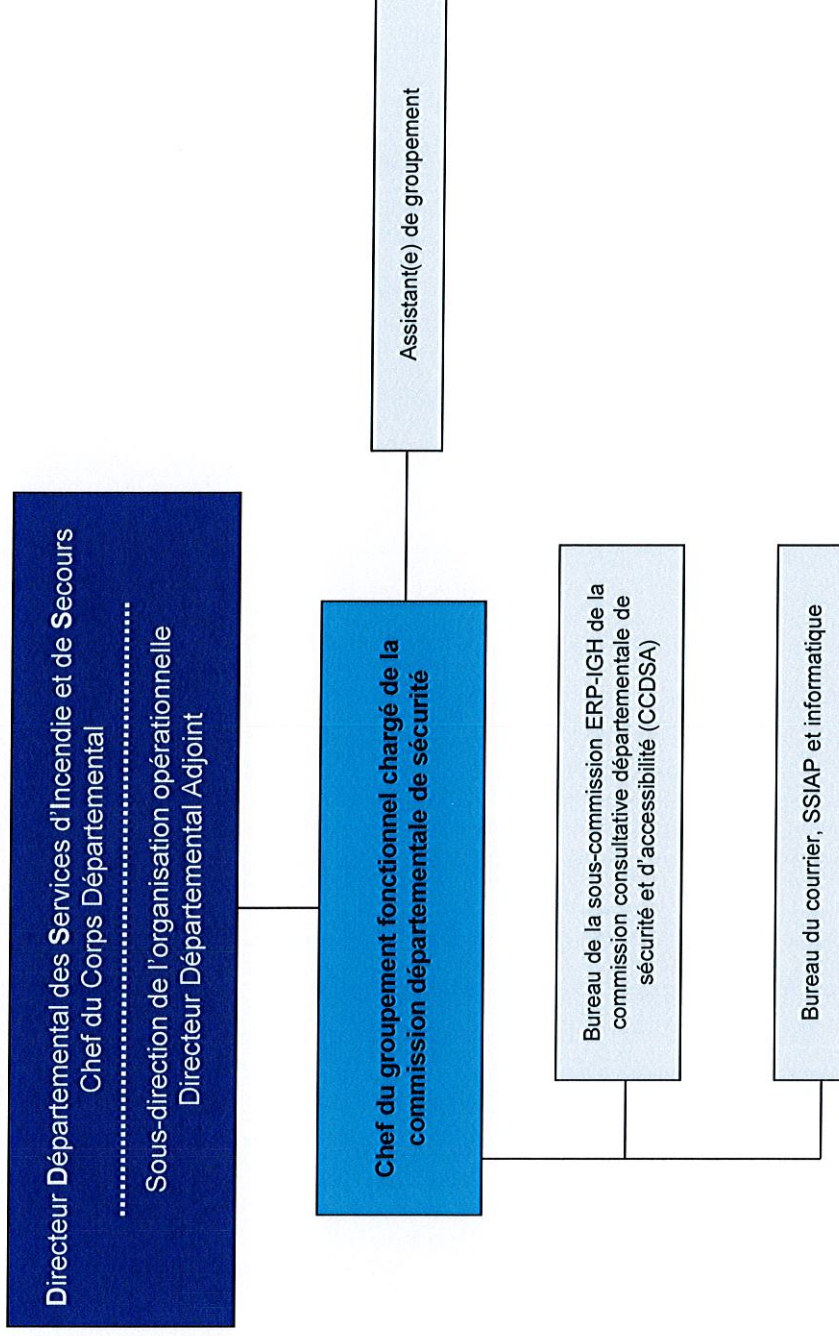 Directeur Départemental des Services d'Incendie et de Secours
Chef du Corps Départemental
Sous-direction de l'organisation opérationnelle
Directeur Départemental Adjoint
Chef du groupement fonctionnel chargé de la
commission départementale de sécurité
Assistant(e) de groupement
Bureau de la sous-commission ERP-IGH de la
commission consultative départementale de
sécurité et d'accessibilité (CCDSA)
Bureau du courrier, SSIAP et informatique